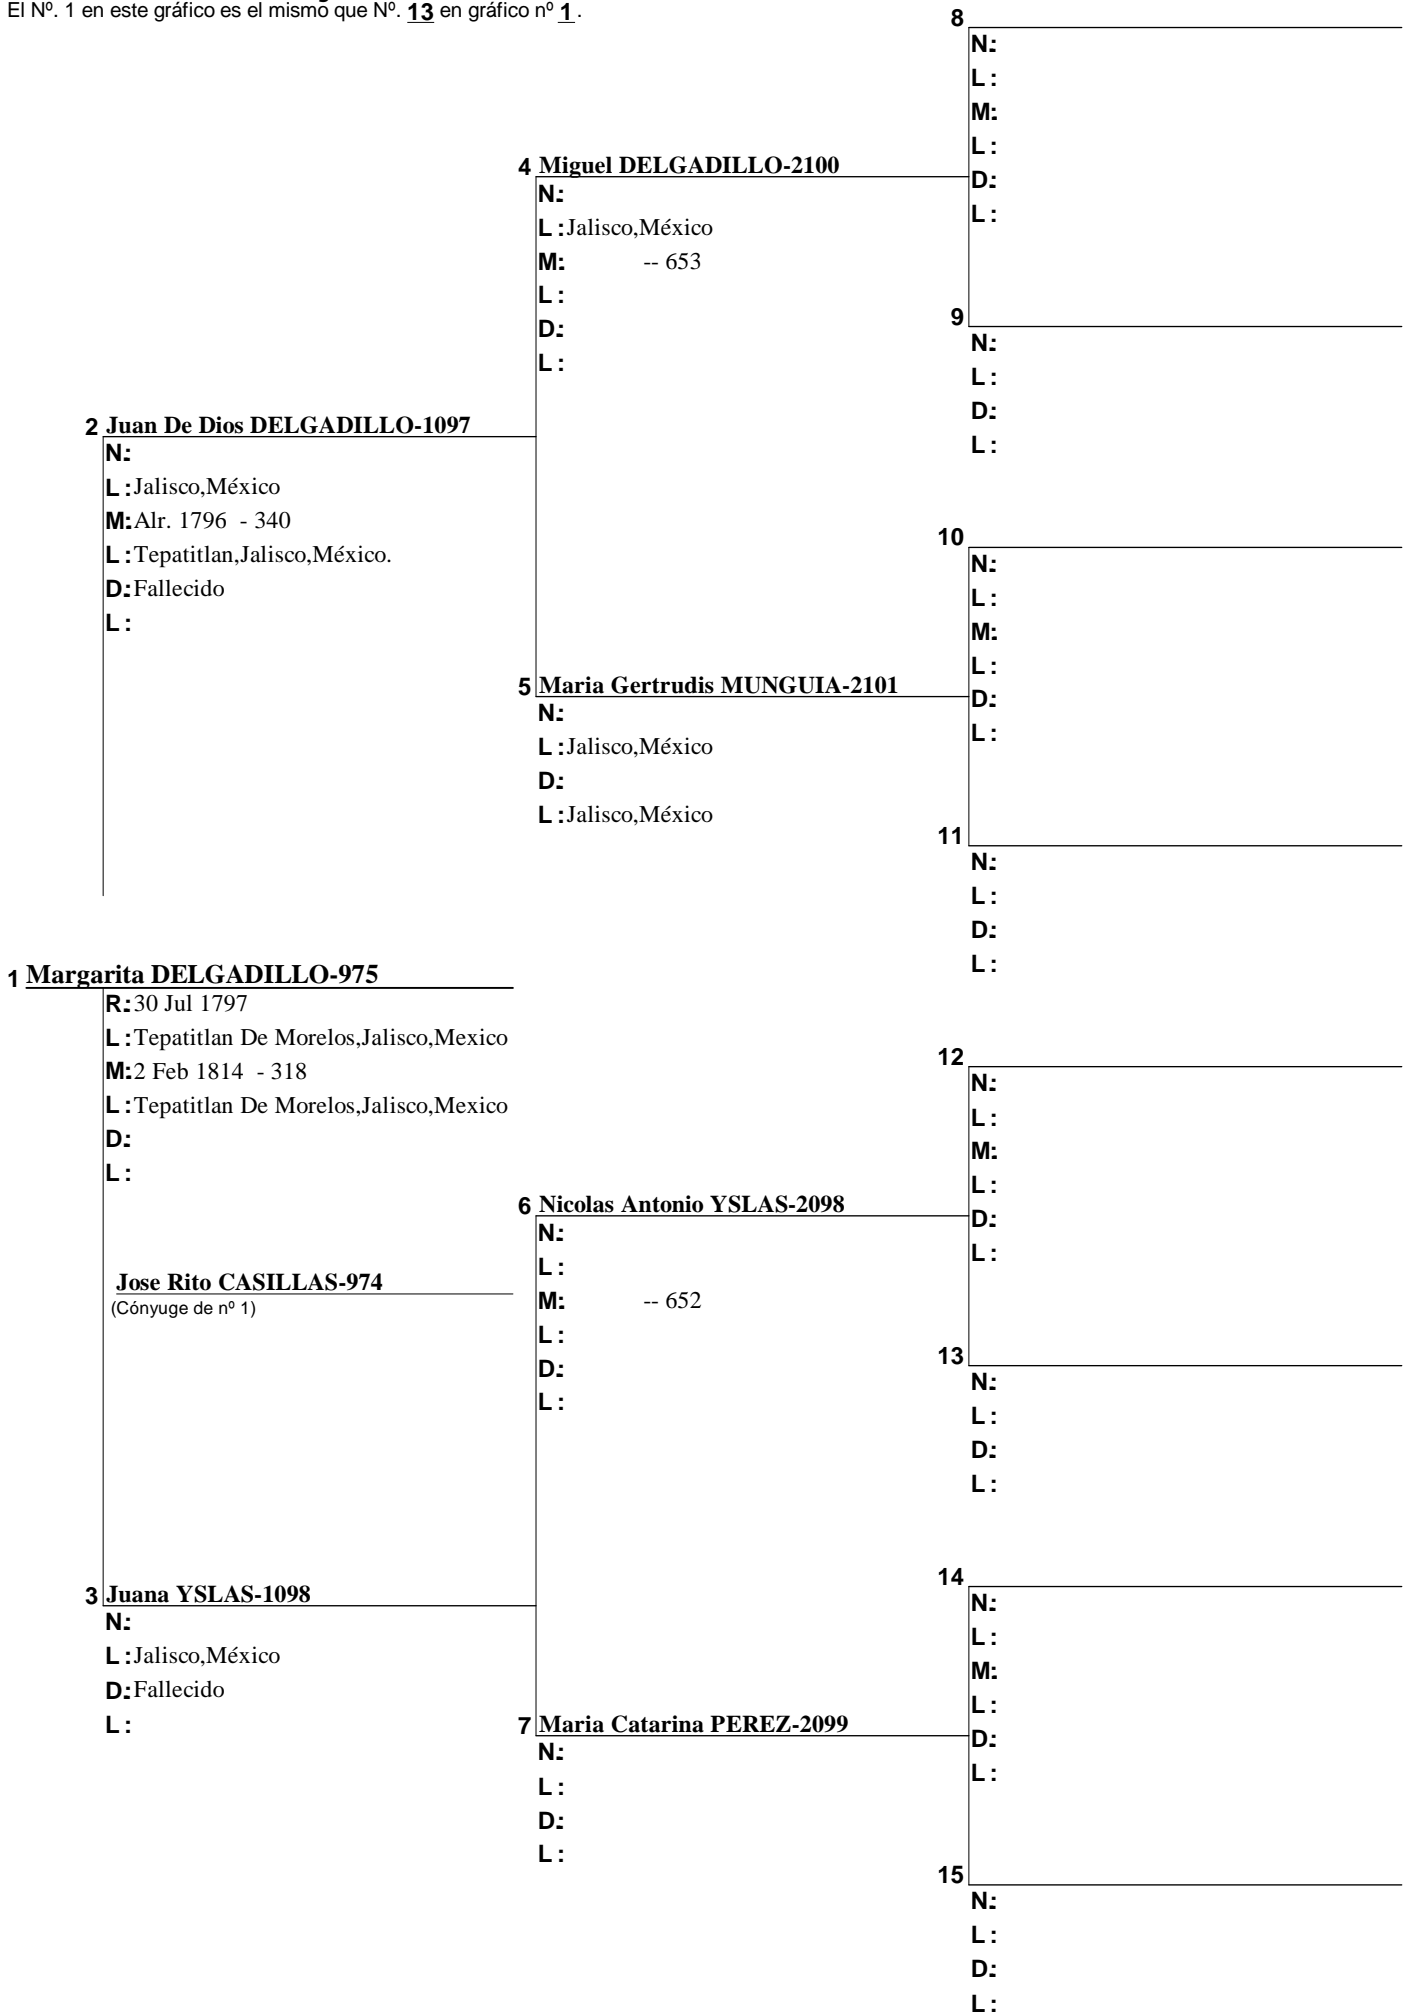 El Nº. 1 en este gráfico es el mismo que Nº. 13 en gráfico nº 1.
8
N:
L:
M:
L:
D:
L:
4 Miguel DELGADILLO-2100
N:
L: Jalisco,México
M: -- 653
L:
D:
L:
9
N:
L:
D:
L:
2 Juan De Dios DELGADILLO-1097
N:
L: Jalisco,México
M: Alr. 1796 - 340
L: Tepatitlan,Jalisco,México.
D: Fallecido
L:
10
N:
L:
M:
L:
D:
L:
5 Maria Gertrudis MUNGUIA-2101
N:
L: Jalisco,México
D:
L: Jalisco,México
11
N:
L:
D:
L:
1 Margarita DELGADILLO-975
R: 30 Jul 1797
L: Tepatitlan De Morelos,Jalisco,Mexico
M: 2 Feb 1814 - 318
L: Tepatitlan De Morelos,Jalisco,Mexico
D:
L:
Jose Rito CASILLAS-974
(Cónyuge de nº 1)
12
N:
L:
M:
L:
D:
L:
6 Nicolas Antonio YSLAS-2098
N:
L:
M: -- 652
L:
D:
L:
13
N:
L:
D:
L:
3 Juana YSLAS-1098
N:
L: Jalisco,México
D: Fallecido
L:
14
N:
L:
M:
L:
D:
L:
7 Maria Catarina PEREZ-2099
N:
L:
D:
L:
15
N:
L:
D:
L: